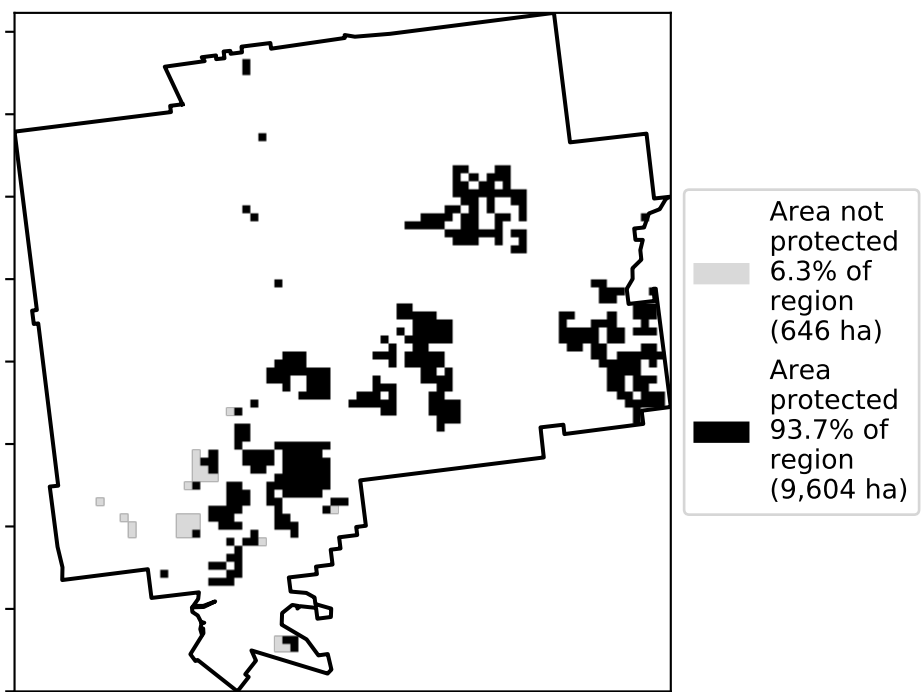 Area not
protected
6.3% of
region
(646 ha)
Area
protected
93.7% of
region
(9,604 ha)